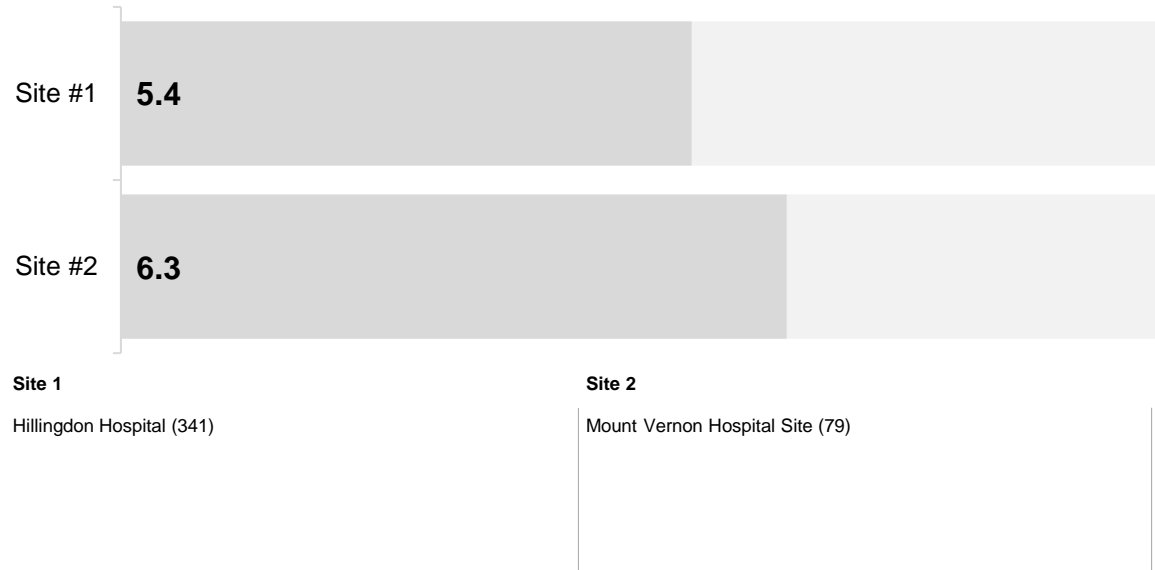 Site #1 5.4
Site #2 6.3
Site 1
Hillingdon Hospital (341)
Site 2
Mount Vernon Hospital Site (79)